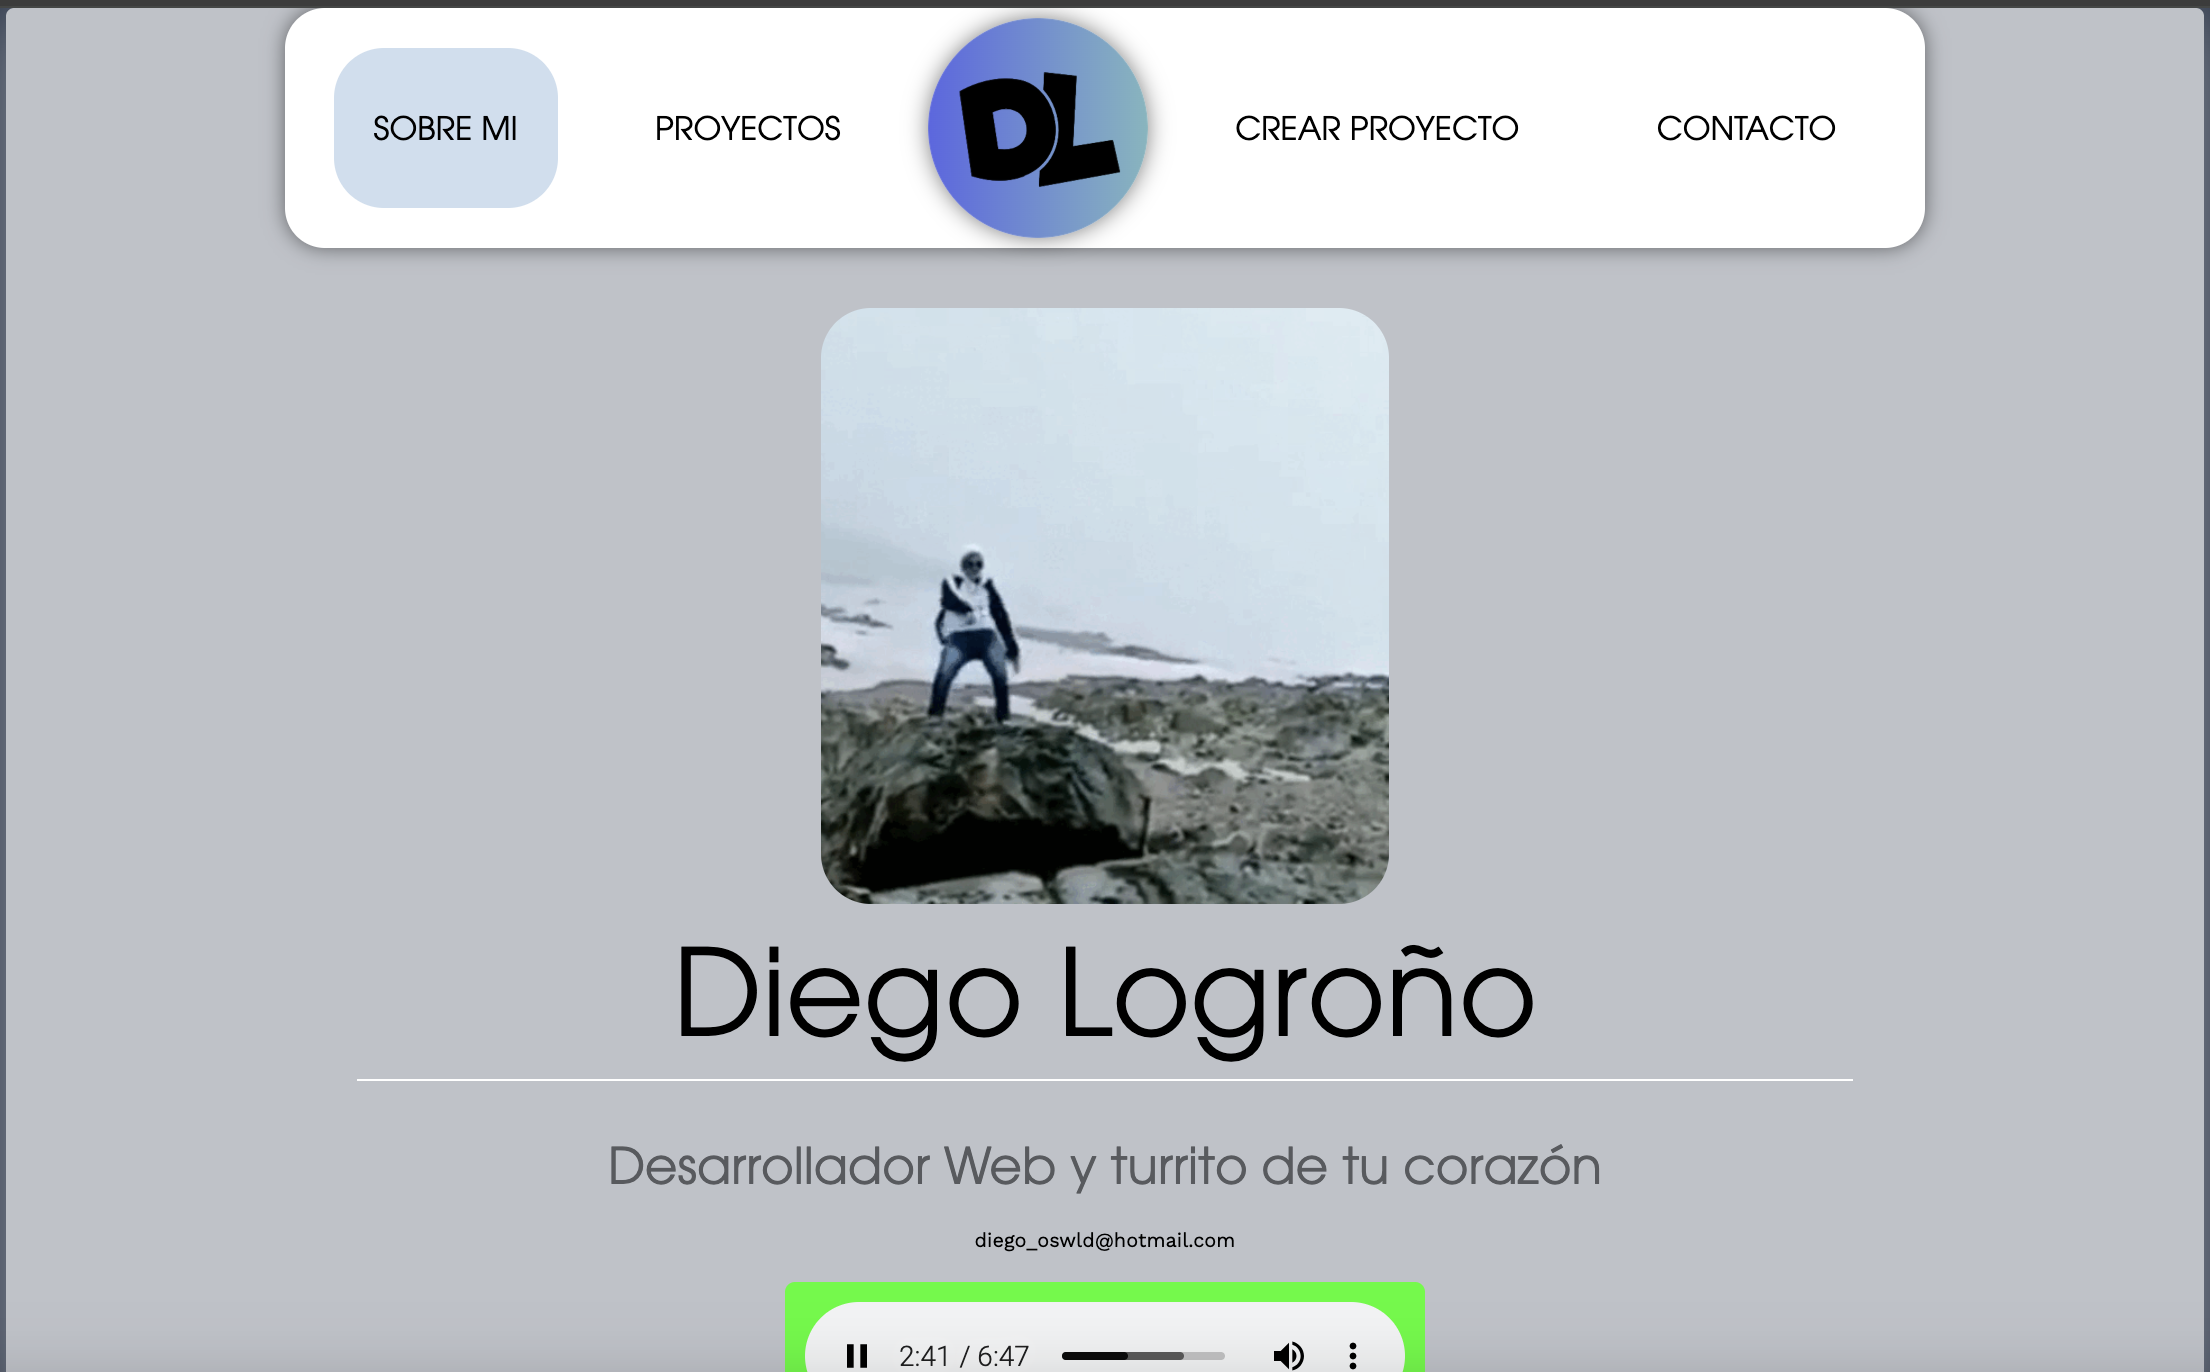 SOBRE MI
PROYECTOS
DL
CREAR PROYECTO
CONTACTO
Diego Logroño
Desarrollador Web y turrito de tu corazón
diego_oswld@hotmail.com
2:41 / 6:47